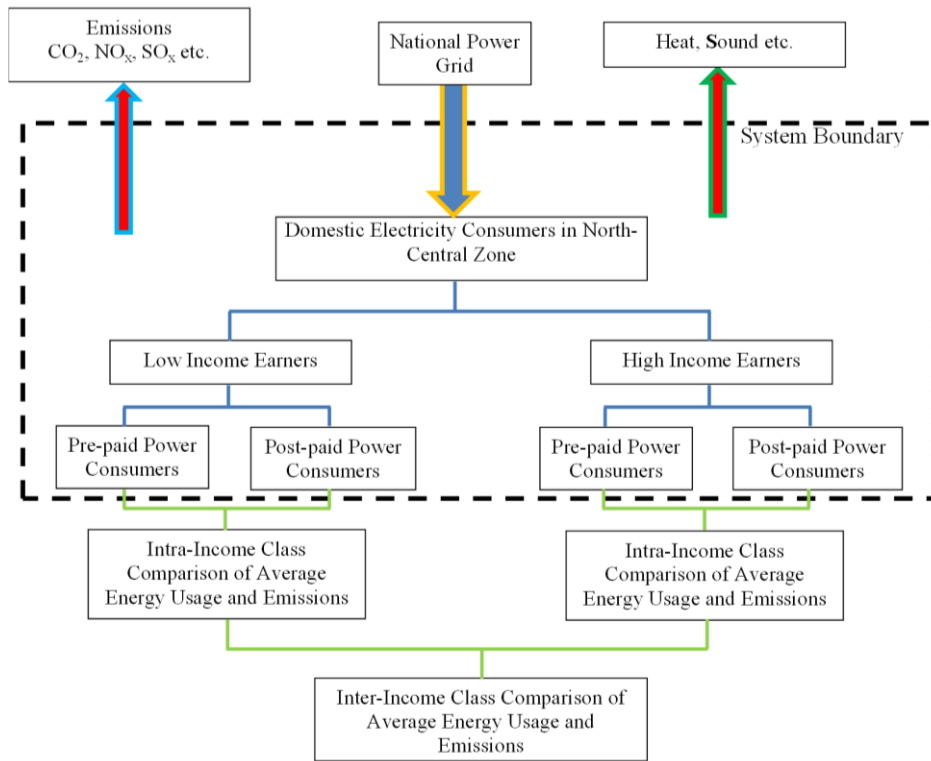 Emissions
CO₂, NOₓ, SOₓ etc.
National Power
Grid
Heat, Sound etc.
System Boundary
Domestic Electricity Consumers in North-
Central Zone
Low Income Earners
High Income Earners
Pre-paid Power
Consumers
Post-paid Power
Consumers
Pre-paid Power
Consumers
Post-paid Power
Consumers
Intra-Income Class
Comparison of Average
Energy Usage and Emissions
Intra-Income Class
Comparison of Average
Energy Usage and Emissions
Inter-Income Class Comparison of
Average Energy Usage and
Emissions